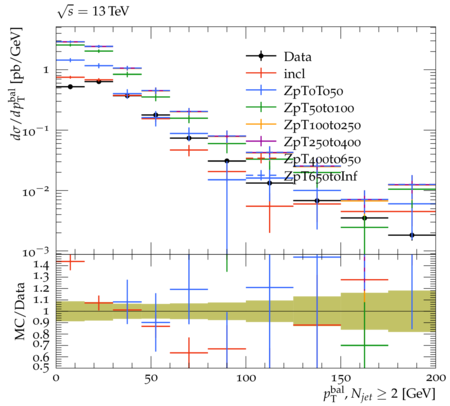 √s = 13 TeV
dσ/dp_T^bal [pb/GeV]
1
10⁻¹
10⁻²
10⁻³
Data
incl
ZpT0To50
ZpT50to100
ZpT100to250
ZpT250to400
ZpT400to650
ZpT650toInf
MC/Data
1.4
1.3
1.2
1.1
1
0.9
0.8
0.7
0.6
0.5
0 50 100 150 200
p_T^bal, N_jet ≥ 2 [GeV]